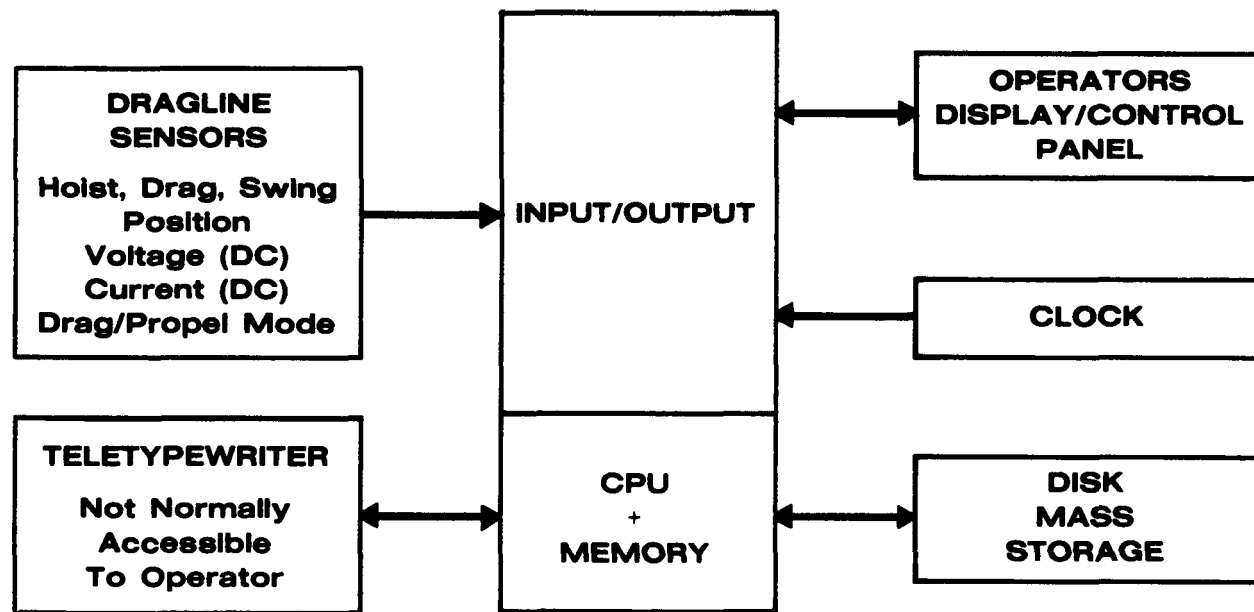 DRAGLINE
SENSORS
Hoist, Drag, Swing
Position
Voltage (DC)
Current (DC)
Drag/Propel Mode
TELETYPEWRITER
Not Normally
Accessible
To Operator
INPUT/OUTPUT
CPU
+
MEMORY
OPERATORS
DISPLAY/CONTROL
PANEL
CLOCK
DISK
MASS
STORAGE